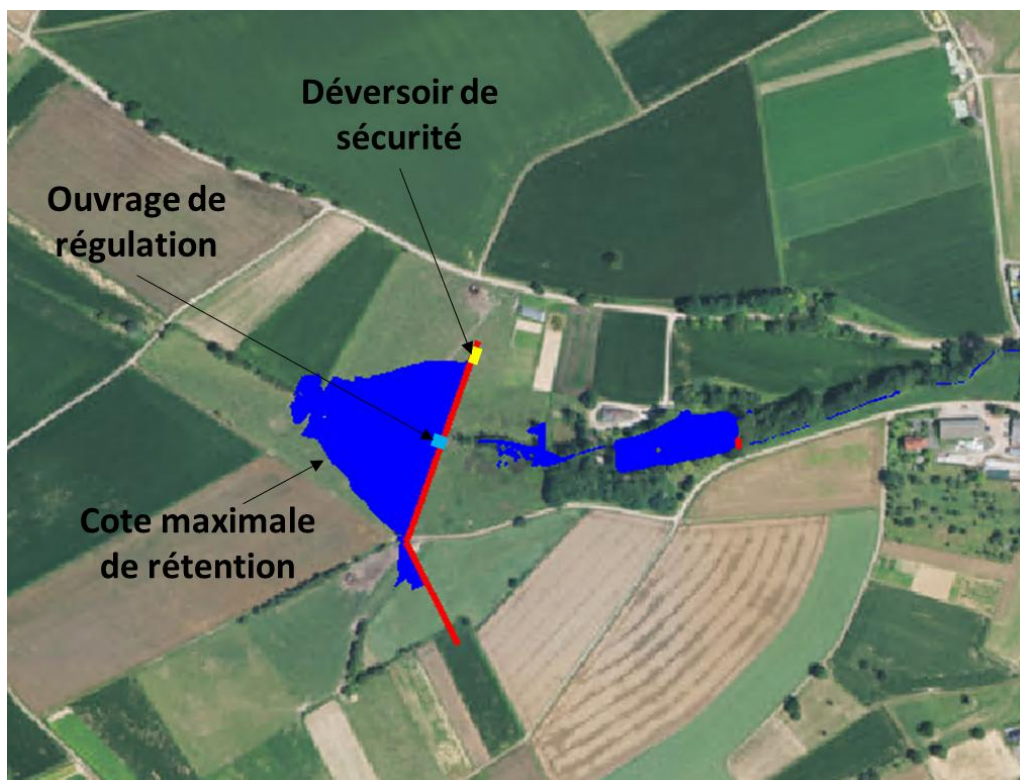 Déversoir de
sécurité
Ouvrage de
régulation
Cote maximale
de rétention